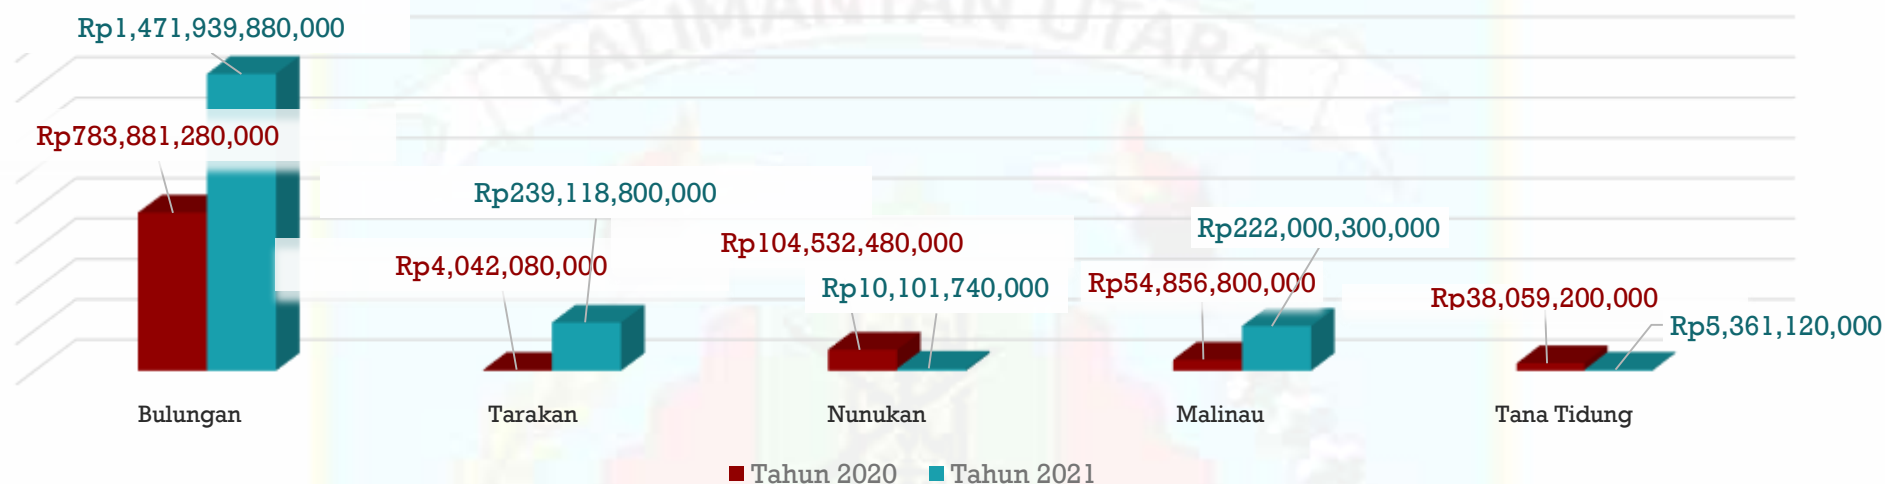 KALIMANTAN UTARA
Rp1,471,939,880,000
Rp783,881,280,000
Rp239,118,800,000
Rp4,042,080,000
Rp104,532,480,000
Rp10,101,740,000
Rp222,000,300,000
Rp54,856,800,000
Rp38,059,200,000
Rp5,361,120,000
Bulungan
Tarakan
Nunukan
Malinau
Tana Tidung
Tahun 2020
Tahun 2021